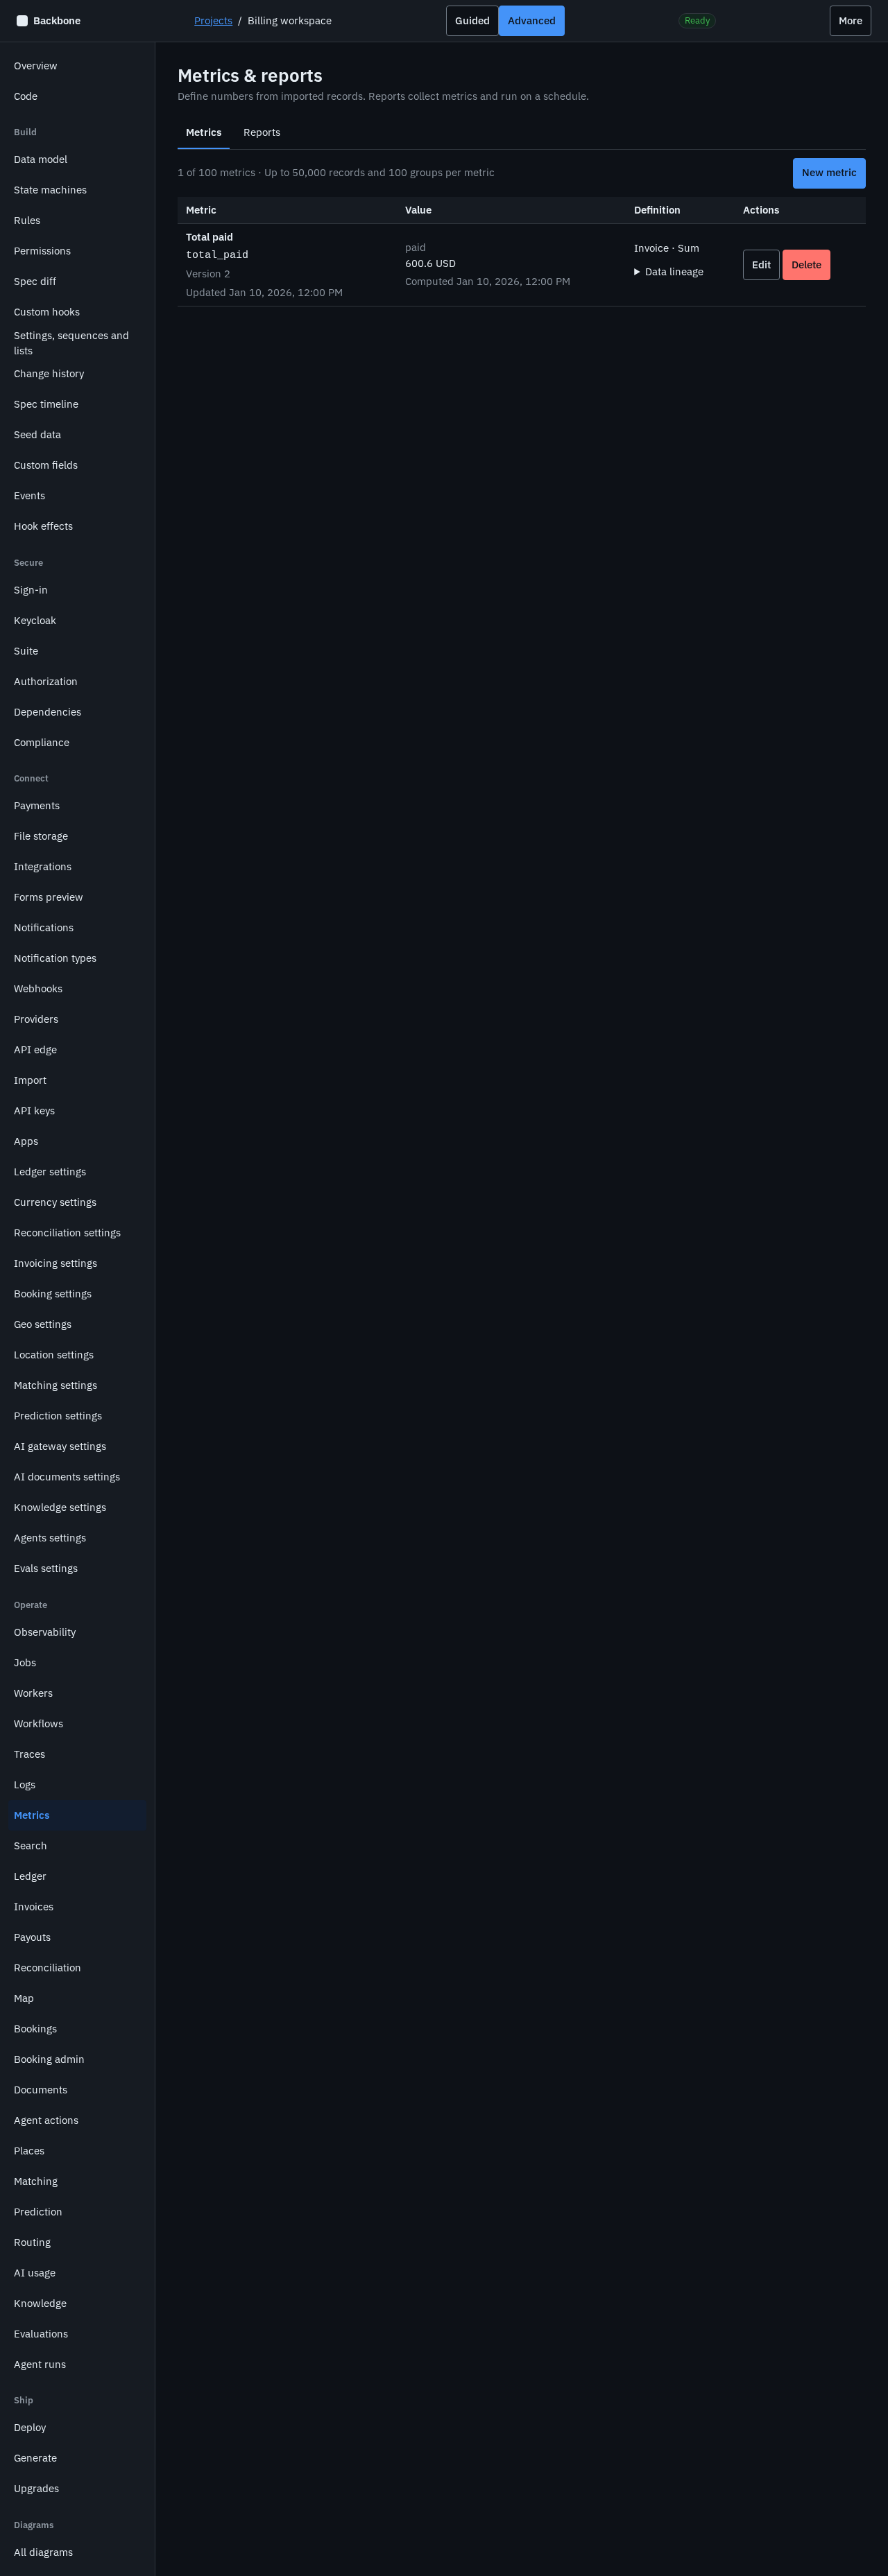 Backbone
Projects / Billing workspace
Guided
Advanced
Ready
More
Overview
Code
Build
Data model
State machines
Rules
Permissions
Spec diff
Custom hooks
Settings, sequences and
lists
Change history
Spec timeline
Seed data
Custom fields
Events
Hook effects
Secure
Sign-in
Keycloak
Suite
Authorization
Dependencies
Compliance
Connect
Payments
File storage
Integrations
Forms preview
Notifications
Notification types
Webhooks
Providers
API edge
Import
API keys
Apps
Ledger settings
Currency settings
Reconciliation settings
Invoicing settings
Booking settings
Geo settings
Location settings
Matching settings
Prediction settings
AI gateway settings
AI documents settings
Knowledge settings
Agents settings
Evals settings
Operate
Observability
Jobs
Workers
Workflows
Traces
Logs
Metrics
Search
Ledger
Invoices
Payouts
Reconciliation
Map
Bookings
Booking admin
Documents
Agent actions
Places
Matching
Prediction
Routing
AI usage
Knowledge
Evaluations
Agent runs
Ship
Deploy
Generate
Upgrades
Diagrams
All diagrams
Metrics & reports
Define numbers from imported records. Reports collect metrics and run on a schedule.
Metrics
Reports
1 of 100 metrics · Up to 50,000 records and 100 groups per metric
New metric
Metric
Value
Definition
Actions
Total paid
total_paid
Version 2
Updated Jan 10, 2026, 12:00 PM
paid
600.6 USD
Computed Jan 10, 2026, 12:00 PM
Invoice · Sum
Data lineage
Edit
Delete